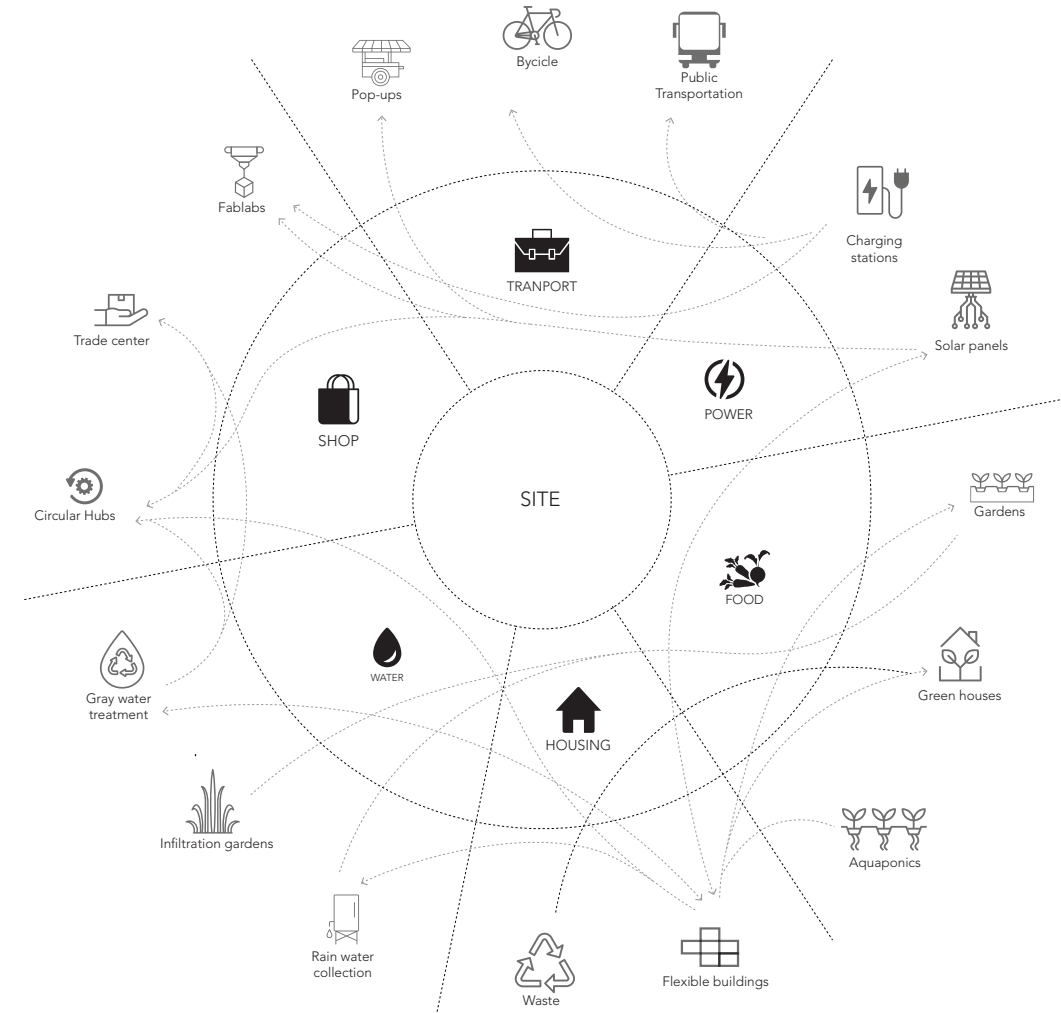 Bycicle
Public
Transportation
Pop-ups
Fablabs
Charging
stations
TRANPORT
Trade center
Solar panels
POWER
SHOP
SITE
Circular Hubs
Gardens
FOOD
WATER
Gray water
treatment
Green houses
HOUSING
Infiltration gardens
Aquaponics
Rain water
collection
Flexible buildings
Waste